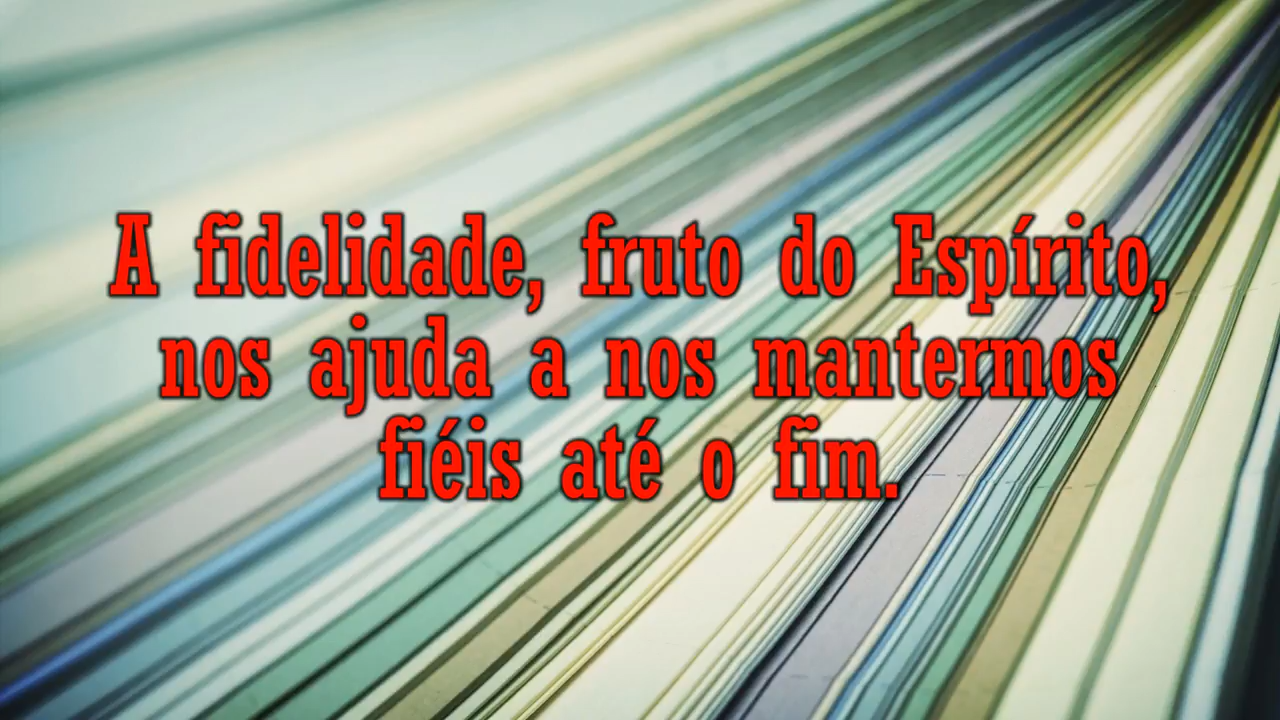 A fidelidade, fruto do Espírito,
nos ajuda a nos mantermos
fiéis até o fim.